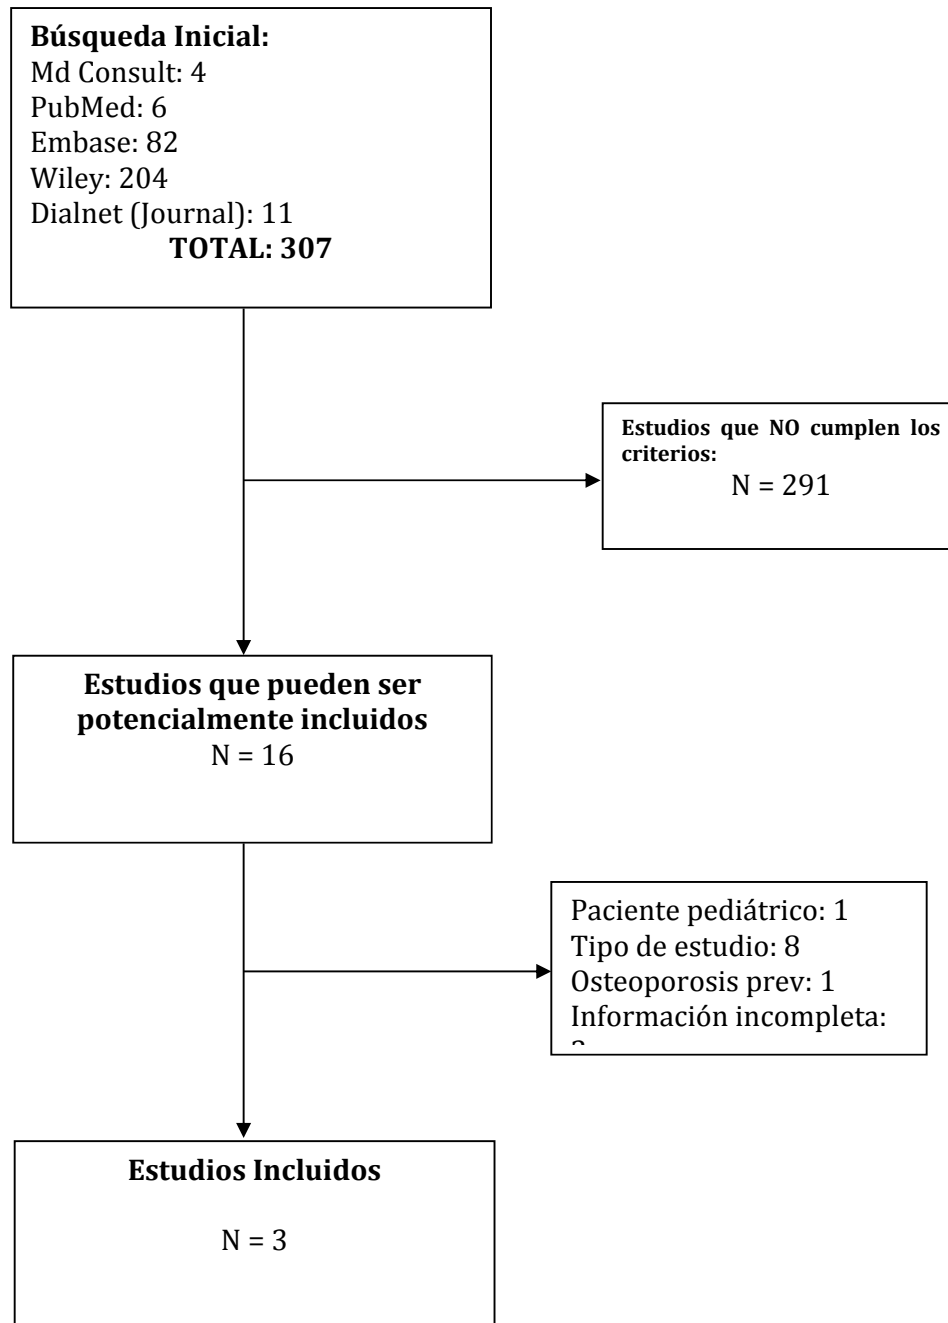 Búsqueda Inicial:
Md Consult: 4
PubMed: 6
Embase: 82
Wiley: 204
Dialnet (Journal): 11
TOTAL: 307
Estudios que NO cumplen los
criterios:
N = 291
Estudios que pueden ser
potencialmente incluidos
N = 16
Paciente pediátrico: 1
Tipo de estudio: 8
Osteoporosis prev: 1
Información incompleta:
Estudios Incluidos
N = 3